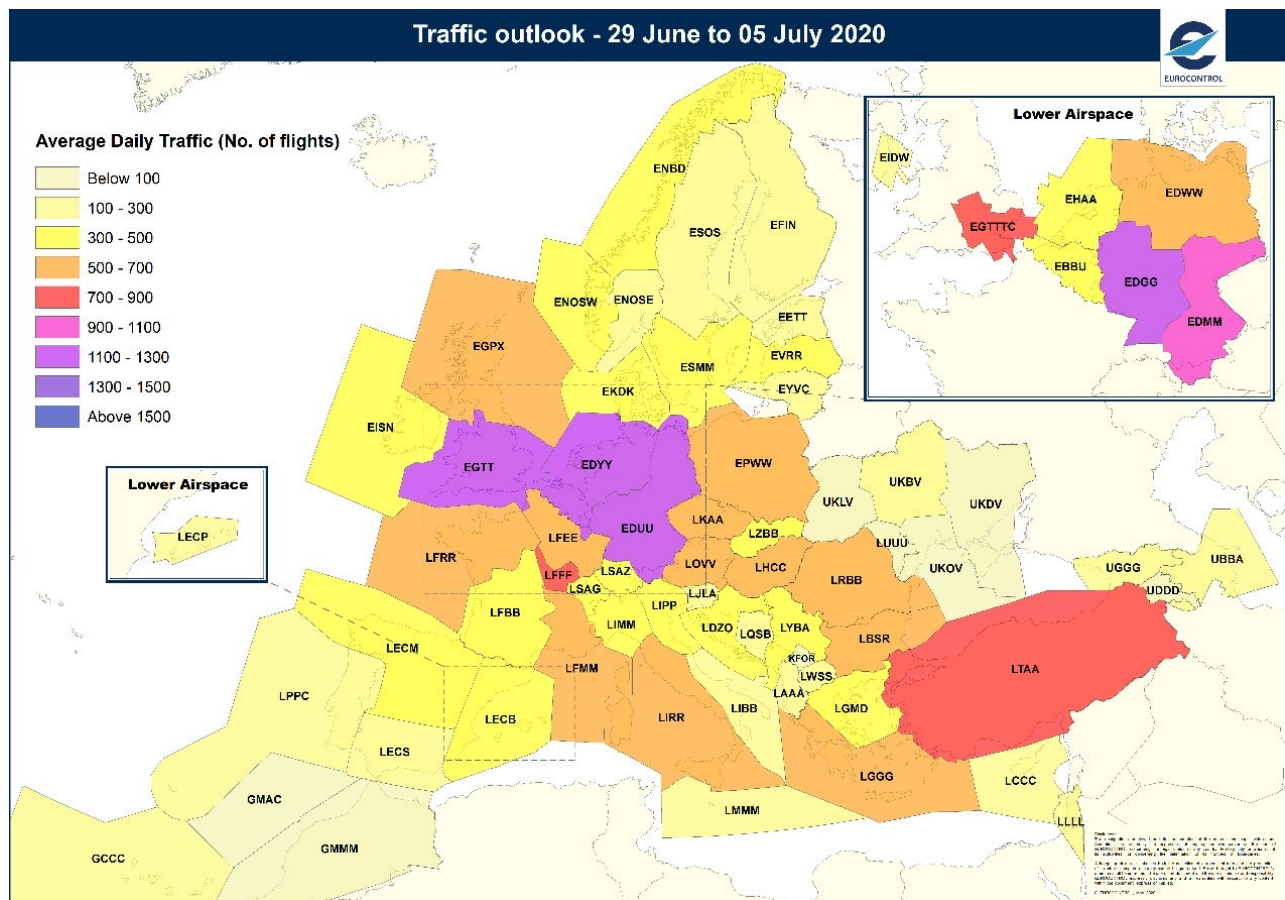 Traffic outlook - 29 June to 05 July 2020
EUROCONTROL
Average Daily Traffic (No. of flights)
Below 100
100 - 300
300 - 500
500 - 700
700 - 900
900 - 1100
1100 - 1300
1300 - 1500
Above 1500
Lower Airspace
EIDW
EGTTTC
EHAA
EDWW
EBBU
EDGG
EDMM
Lower Airspace
LECP
ENBD
ESOS
EFIN
ENOSW
ENOSE
EETT
EGPX
ESMM
EVRR
EKDK
EYVC
EISN
EGTT
EDYY
EPWW
UKLV
UKBV
UKDV
EDUU
LKAA
LFEE
LZBB
LUUU
LFRR
LOVV
LHCC
LRBB
UKOV
UGGG
UBBA
UDDD
LFFF
LSAZ
LSAG
LJLA
LFBB
LIMM
LIPP
LDZO
LQSB
LYBA
LBSR
LECM
LFMM
KFOR
LWSS
LTAA
LPPC
LECB
LIRR
LIBB
LAAA
LGMD
LECS
LGGG
LCCC
GMAC
LMMM
LLLL
GCCC
GMMM